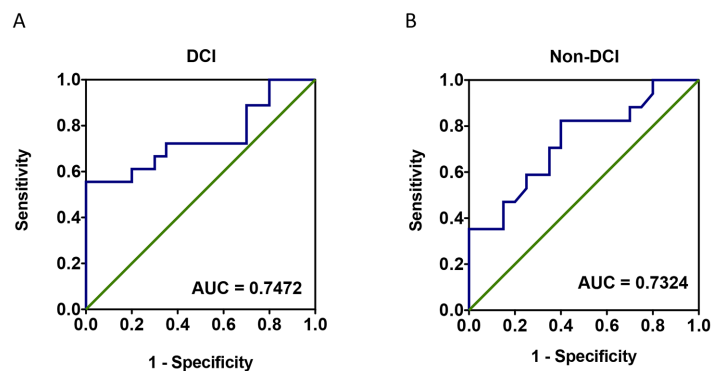 A
B
DCI
Non-DCI
1.0
0.8
0.6
0.4
0.2
0.0
Sensitivity
AUC = 0.7472
0.0 0.2 0.4 0.6 0.8 1.0
1 - Specificity
1.0
0.8
0.6
0.4
0.2
0.0
Sensitivity
AUC = 0.7324
0.0 0.2 0.4 0.6 0.8 1.0
1 - Specificity